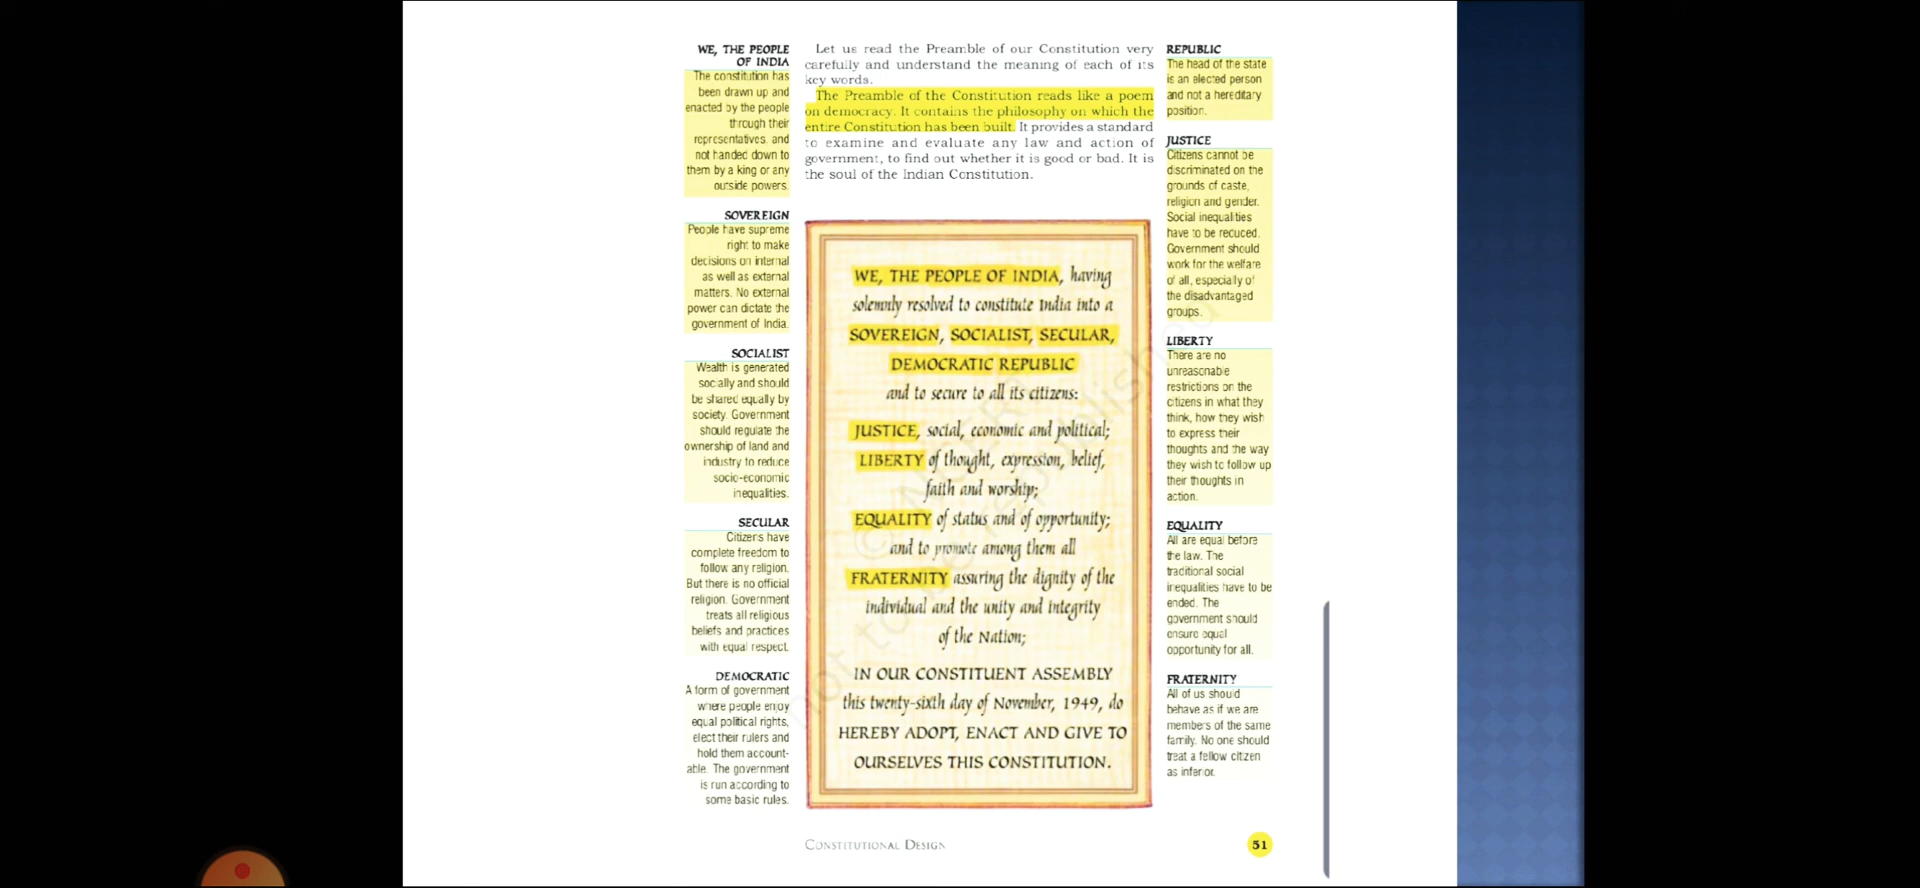 WE, THE PEOPLE
OF INDIA
The constitution has
been drawn up and
enacted by the people
through their
representatives, and
not handed down to
them by a king or any
outside powers.
SOVEREIGN
People have supreme
right to make
decisions on internal
as well as external
matters. No external
power can dictate the
government of India.
SOCIALIST
Wealth is generated
socially and should
be shared equally by
society. Government
should regulate the
ownership of land and
industry to reduce
socio-economic
inequalities.
SECULAR
Citizens have
complete freedom to
follow any religion.
But there is no official
religion. Government
treats all religious
beliefs and practices
with equal respect.
DEMOCRATIC
A form of government
where people enjoy
equal political rights,
elect their rulers and
hold them account-
able. The government
is run according to
some basic rules.
Let us read the Preamble of our Constitution very
carefully and understand the meaning of each of its
key words.
The Preamble of the Constitution reads like a poem
on democracy. It contains the philosophy on which the
entire Constitution has been built. It provides a standard
to examine and evaluate any law and action of
government, to find out whether it is good or bad. It is
the soul of the Indian Constitution.
WE, THE PEOPLE OF INDIA, having
solemnly resolved to constitute India into a
SOVEREIGN, SOCIALIST, SECULAR,
DEMOCRATIC REPUBLIC
and to secure to all its citizens:
JUSTICE, social, economic and political;
LIBERTY of thought, expression, belief,
faith and worship;
EQUALITY of status and of opportunity;
and to promote among them all
FRATERNITY assuring the dignity of the
individual and the unity and integrity
of the Nation;
IN OUR CONSTITUENT ASSEMBLY
this twenty-sixth day of November, 1949, do
HEREBY ADOPT, ENACT AND GIVE TO
OURSELVES THIS CONSTITUTION.
REPUBLIC
The head of the state
is an elected person
and not a hereditary
position.
JUSTICE
Citizens cannot be
discriminated on the
grounds of caste,
religion and gender.
Social inequalities
have to be reduced.
Government should
work for the welfare
of all, especially of
the disadvantaged
groups.
LIBERTY
There are no
unreasonable
restrictions on the
citizens in what they
think, how they wish
to express their
thoughts and the way
they wish to follow up
their thoughts in
action.
EQUALITY
All are equal before
the law. The
traditional social
inequalities have to be
ended. The
government should
ensure equal
opportunity for all.
FRATERNITY
All of us should
behave as if we are
members of the same
family. No one should
treat a fellow citizen
as inferior.
CONSTITUTIONAL DESIGN
51